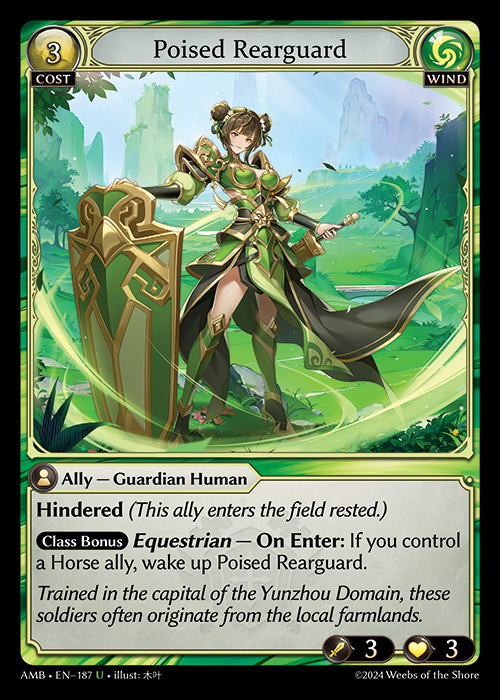 3
Poised Rearguard
COST
WIND
Ally — Guardian Human
Hindered (This ally enters the field rested.)
Class Bonus Equestrian — On Enter: If you control
a Horse ally, wake up Poised Rearguard.
Trained in the capital of the Yunzhou Domain, these
soldiers often originate from the local farmlands.
3
3
AMB • EN-187 U • illust: 木叶
©2024 Weebs of the Shore